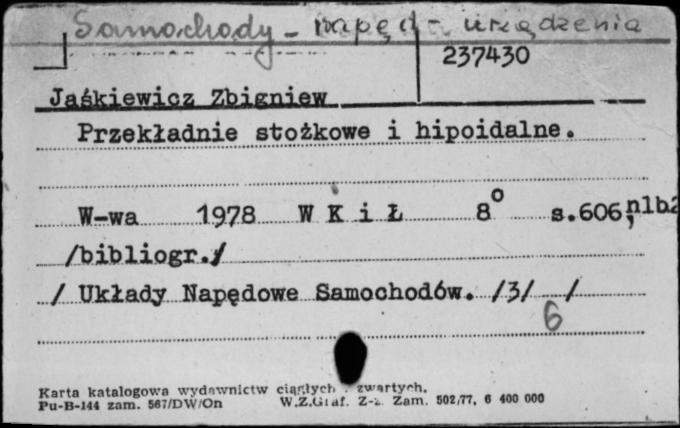 Samochody - napęd - urządzenia
237430
Jaśkiewicz Zbigniew
Przekładnie stożkowe i hipoidalne.
W-wa 1978 W K i Ł 8° s.606, nlb2
/bibliogr./
/ Układy Napędowe Samochodów. /3/ /
6
Karta katalogowa wydawnictw ciągłych i zwartych.
Pu-B-144 zam. 567/DW/On W.Z.Graf. Z-2 Zam. 502/77, 6 400 000